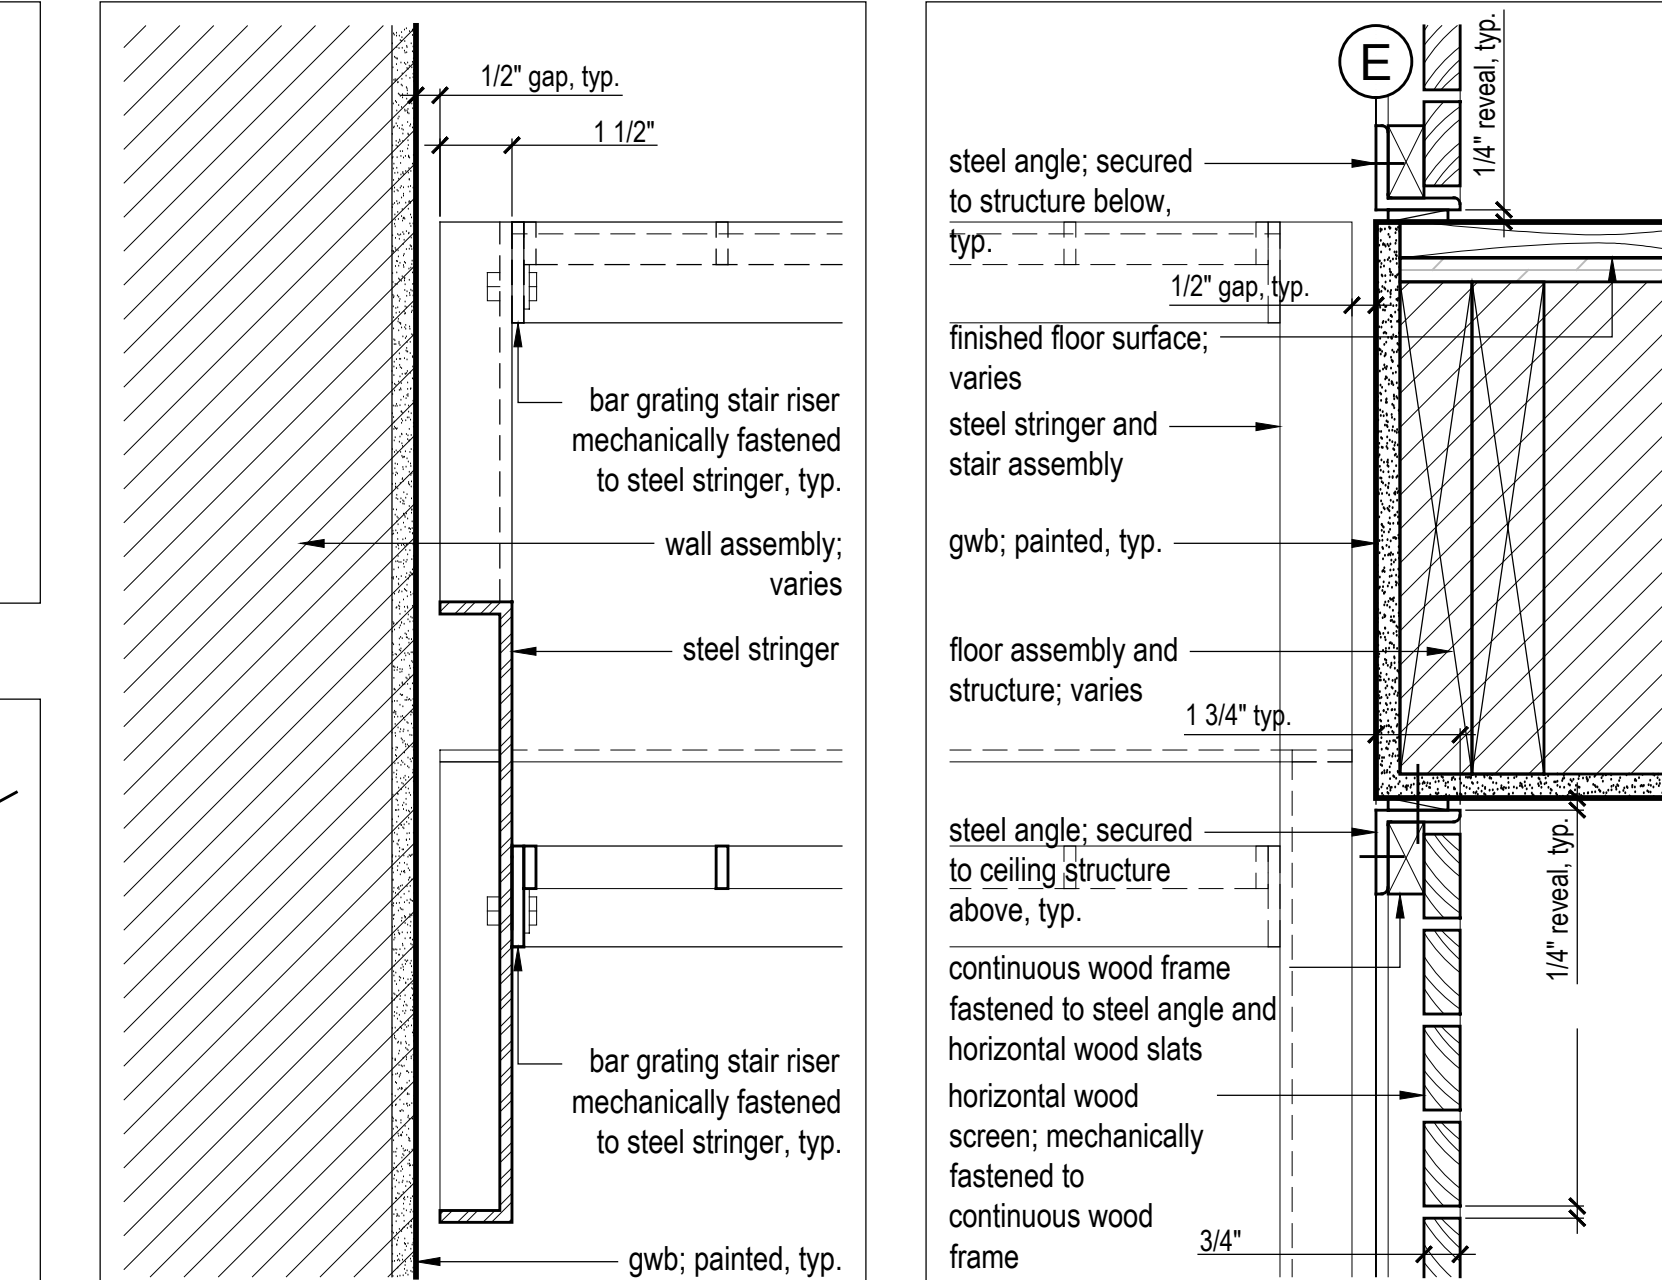 1/2" gap, typ.
1 1/2"
bar grating stair riser
mechanically fastened
to steel stringer, typ.
wall assembly;
varies
steel stringer
bar grating stair riser
mechanically fastened
to steel stringer, typ.
gwb; painted, typ.
E
1/4" reveal, typ.
steel angle; secured
to structure below,
typ.
1/2" gap, typ.
finished floor surface;
varies
steel stringer and
stair assembly
gwb; painted, typ.
floor assembly and
structure; varies
1 3/4" typ.
steel angle; secured
to ceiling structure
above, typ.
1/4" reveal, typ.
continuous wood frame
fastened to steel angle and
horizontal wood slats
horizontal wood
screen; mechanically
fastened to
continuous wood
frame
3/4"